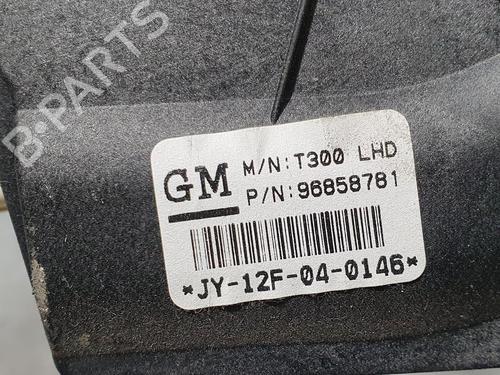 B-PARTS
GM
M/N:T300 LHD
P/N:96858781
*JY-12F-04-0146*